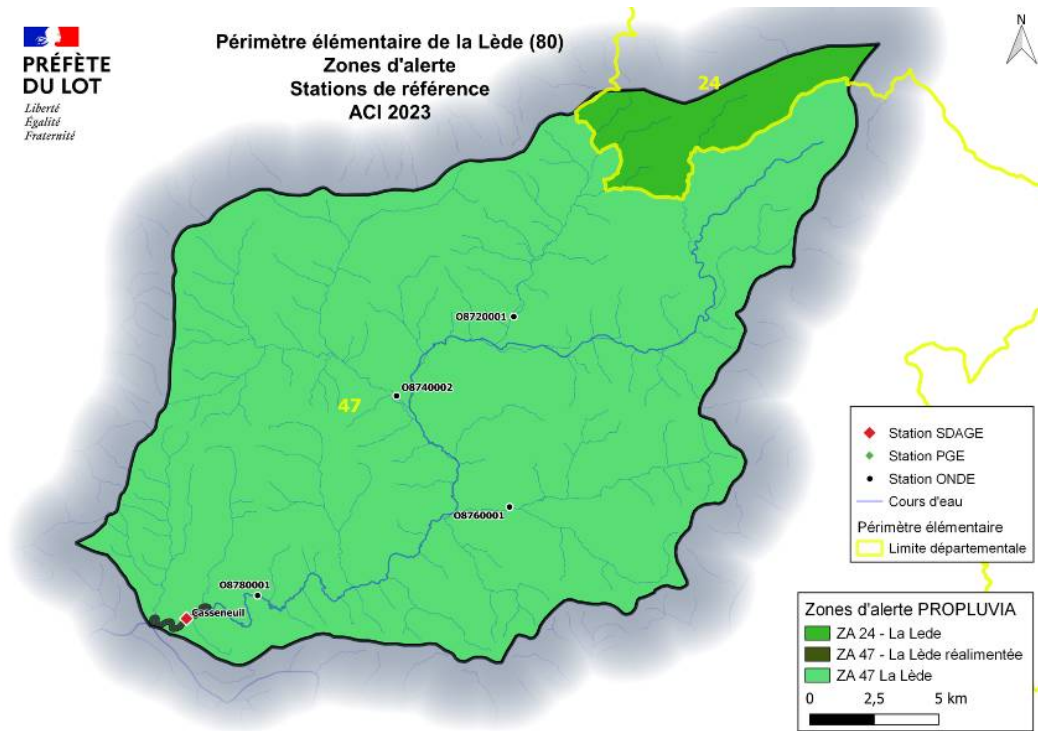 PRÉFÈTE
DU LOT
Liberté
Égalité
Fraternité
Périmètre élémentaire de la Lède (80)
Zones d'alerte
Stations de référence
ACI 2023
N
24
O8720001
O8740002
47
O8760001
O8780001
Casseneuil
Station SDAGE
Station PGE
Station ONDE
Cours d'eau
Périmètre élémentaire
Limite départementale
Zones d'alerte PROPLUVIA
ZA 24 - La Lede
ZA 47 - La Lède réalimentée
ZA 47 La Lède
0 2,5 5 km